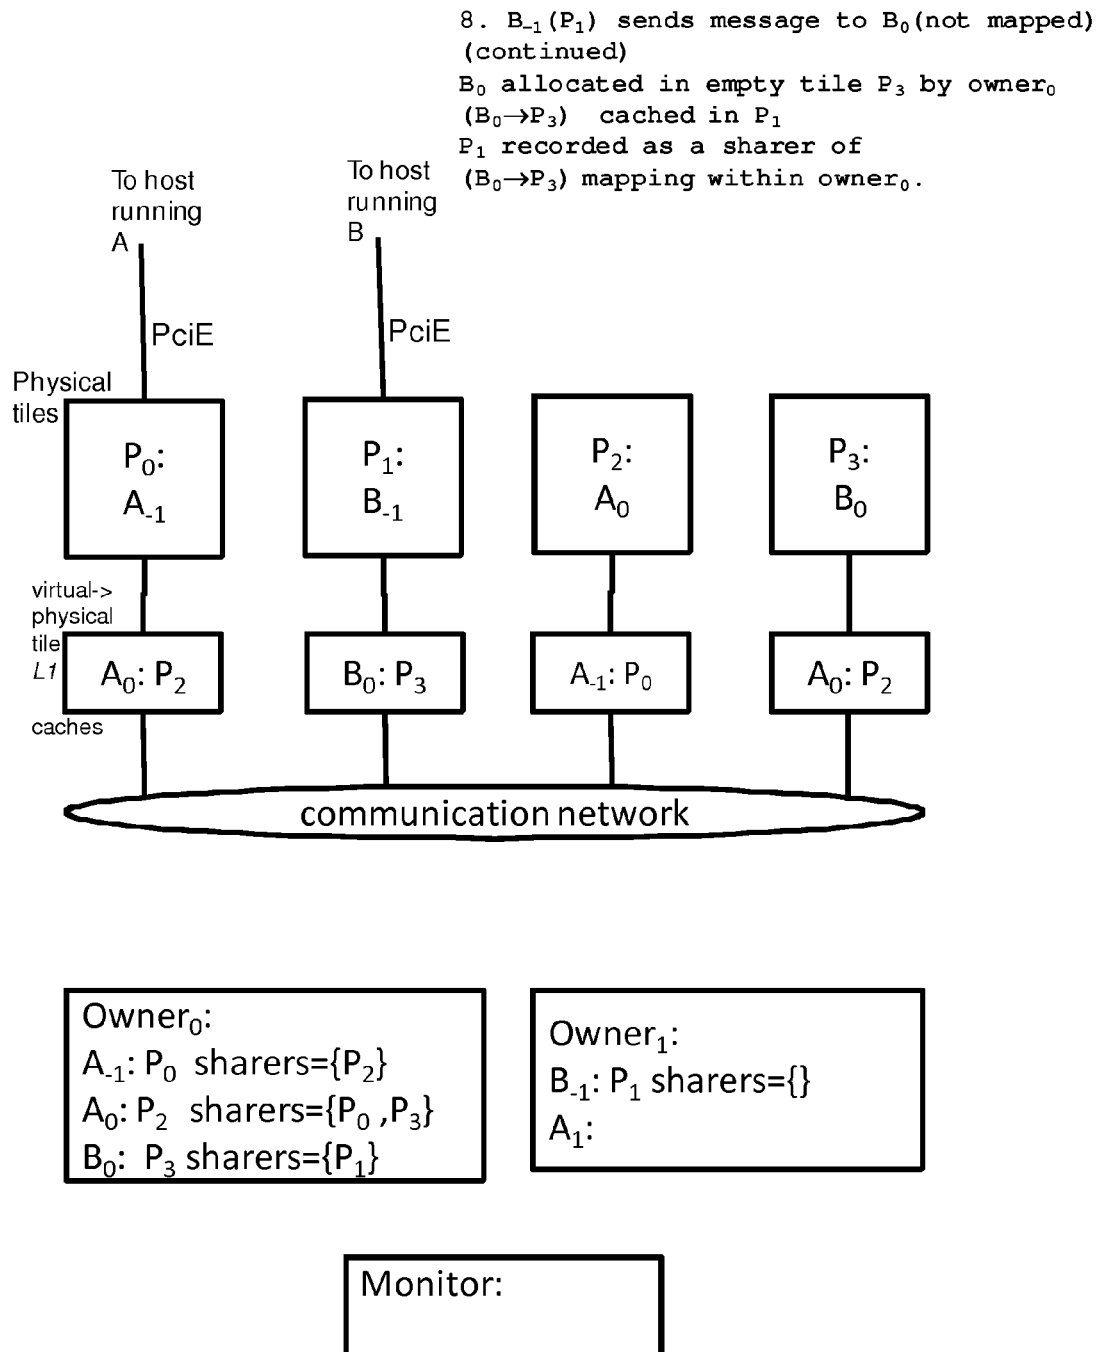 8. B₋₁(P₁) sends message to B₀(not mapped)
(continued)
B₀ allocated in empty tile P₃ by owner₀
(B₀→P₃) cached in P₁
P₁ recorded as a sharer of
(B₀→P₃) mapping within owner₀.
To host
running
A
To host
running
B
PciE
PciE
Physical
tiles
P₀:
A₋₁
P₁:
B₋₁
P₂:
A₀
P₃:
B₀
virtual->
physical
tile
L1
caches
A₀: P₂
B₀: P₃
A₋₁: P₀
A₀: P₂
communication network
Owner₀:
A₋₁: P₀ sharers={P₂}
A₀: P₂ sharers={P₀ ,P₃}
B₀: P₃ sharers={P₁}
Owner₁:
B₋₁: P₁ sharers={}
A₁:
Monitor: